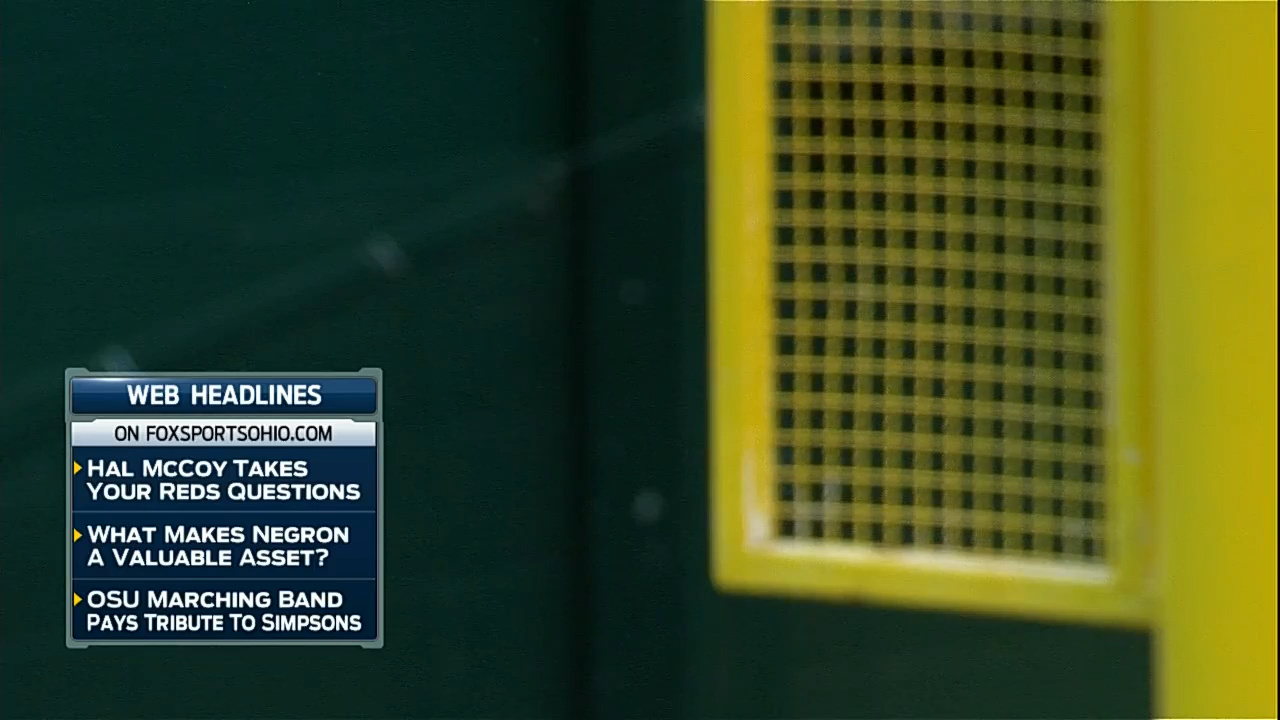 WEB HEADLINES
ON FOXSPORTSOHIO.COM
HAL MCCOY TAKES
YOUR REDS QUESTIONS
WHAT MAKES NEGRON
A VALUABLE ASSET?
OSU MARCHING BAND
PAYS TRIBUTE TO SIMPSONS